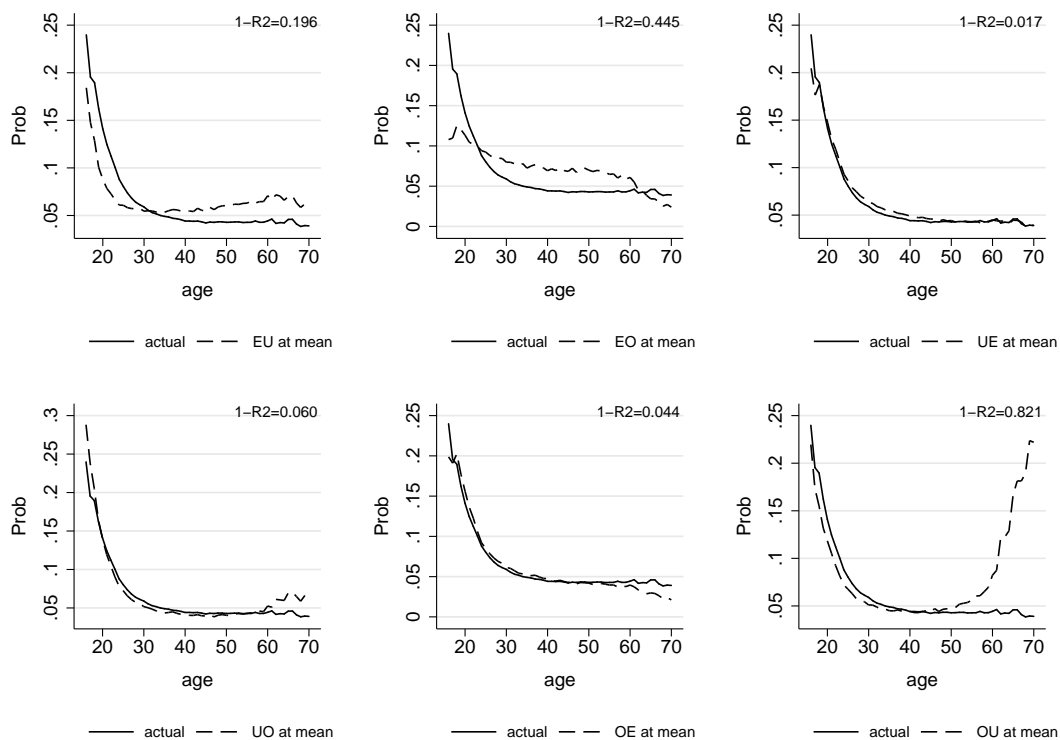 1−R2=0.196
.05 .1 .15 .2 .25
Prob
20 30 40 50 60 70
age
actual EU at mean
1−R2=0.445
0 .05 .1 .15 .2 .25
Prob
20 30 40 50 60 70
age
actual EO at mean
1−R2=0.017
.05 .1 .15 .2 .25
Prob
20 30 40 50 60 70
age
actual UE at mean
1−R2=0.060
.05 .1 .15 .2 .25 .3
Prob
20 30 40 50 60 70
age
actual UO at mean
1−R2=0.044
0 .05 .1 .15 .2 .25
Prob
20 30 40 50 60 70
age
actual OE at mean
1−R2=0.821
.05 .1 .15 .2 .25
Prob
20 30 40 50 60 70
age
actual OU at mean